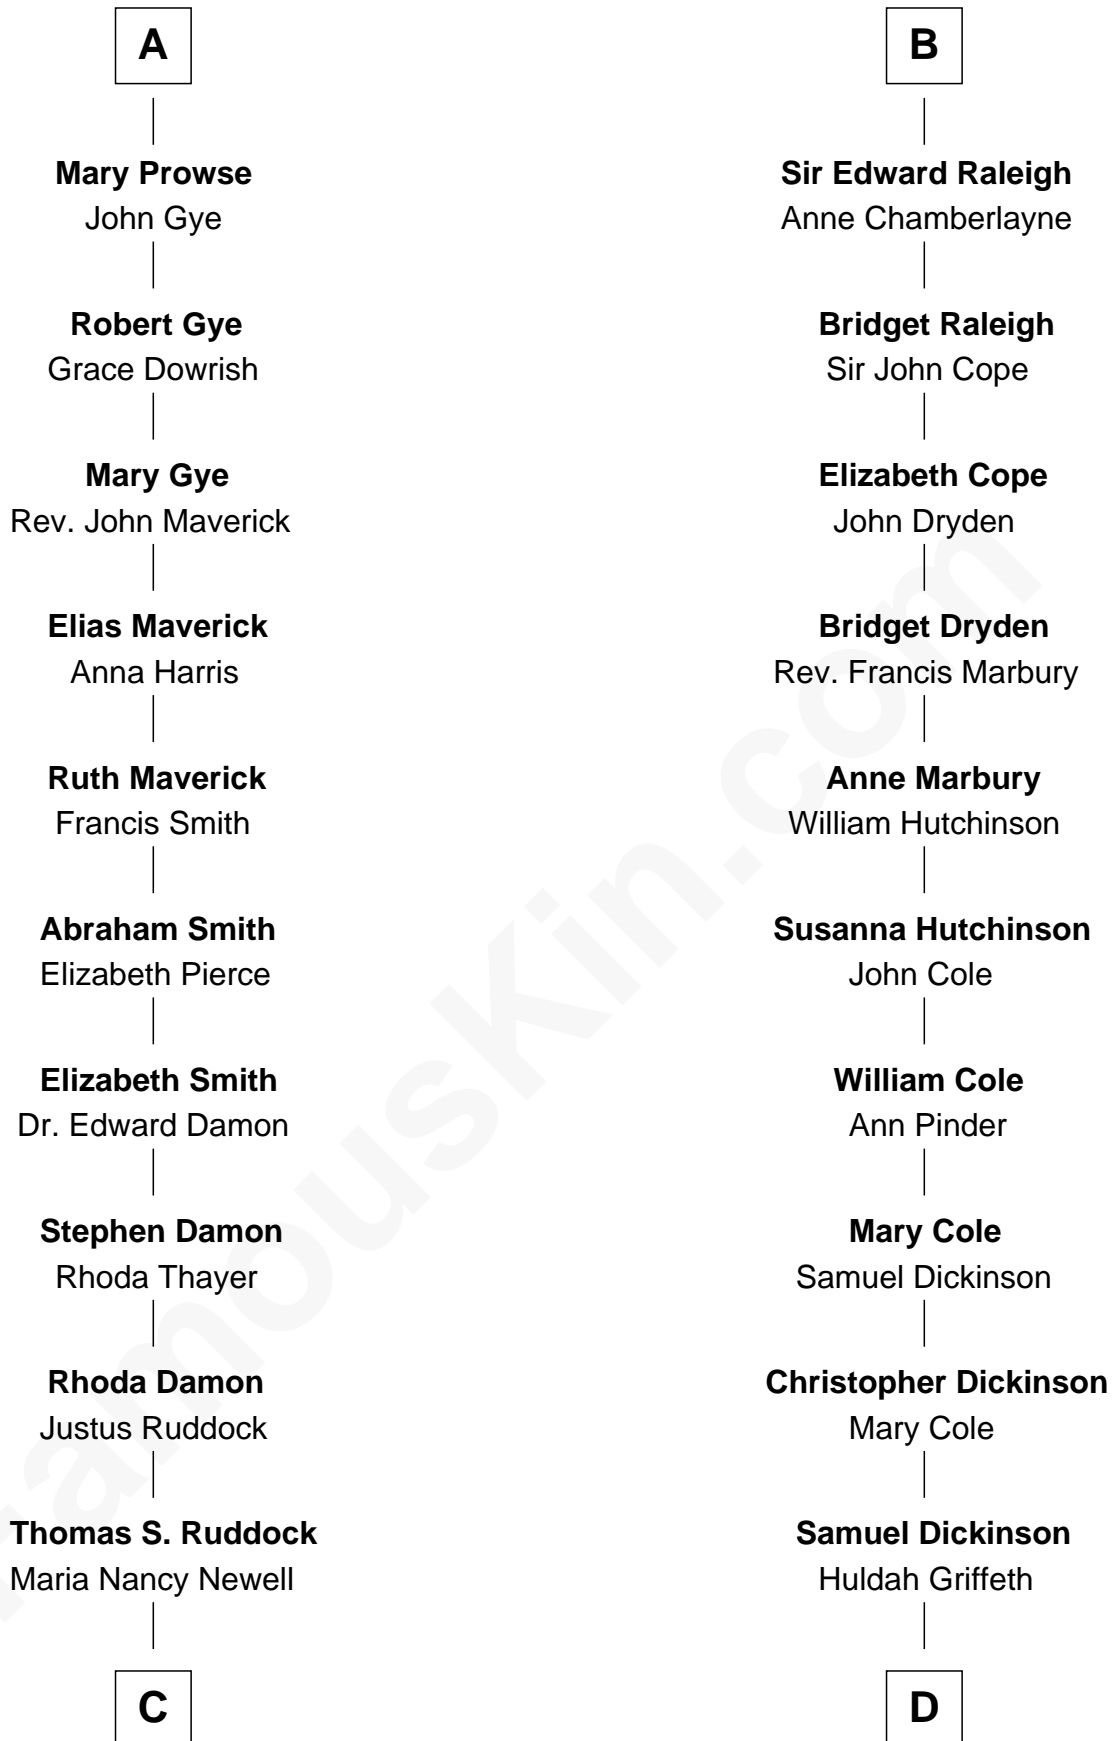 A
Mary Prowse
John Gye
Robert Gye
Grace Dowrish
Mary Gye
Rev. John Maverick
Elias Maverick
Anna Harris
Ruth Maverick
Francis Smith
Abraham Smith
Elizabeth Pierce
Elizabeth Smith
Dr. Edward Damon
Stephen Damon
Rhoda Thayer
Rhoda Damon
Justus Ruddock
Thomas S. Ruddock
Maria Nancy Newell
C
B
Sir Edward Raleigh
Anne Chamberlayne
Bridget Raleigh
Sir John Cope
Elizabeth Cope
John Dryden
Bridget Dryden
Rev. Francis Marbury
Anne Marbury
William Hutchinson
Susanna Hutchinson
John Cole
William Cole
Ann Pinder
Mary Cole
Samuel Dickinson
Christopher Dickinson
Mary Cole
Samuel Dickinson
Huldah Griffeth
D
FamousKin.com